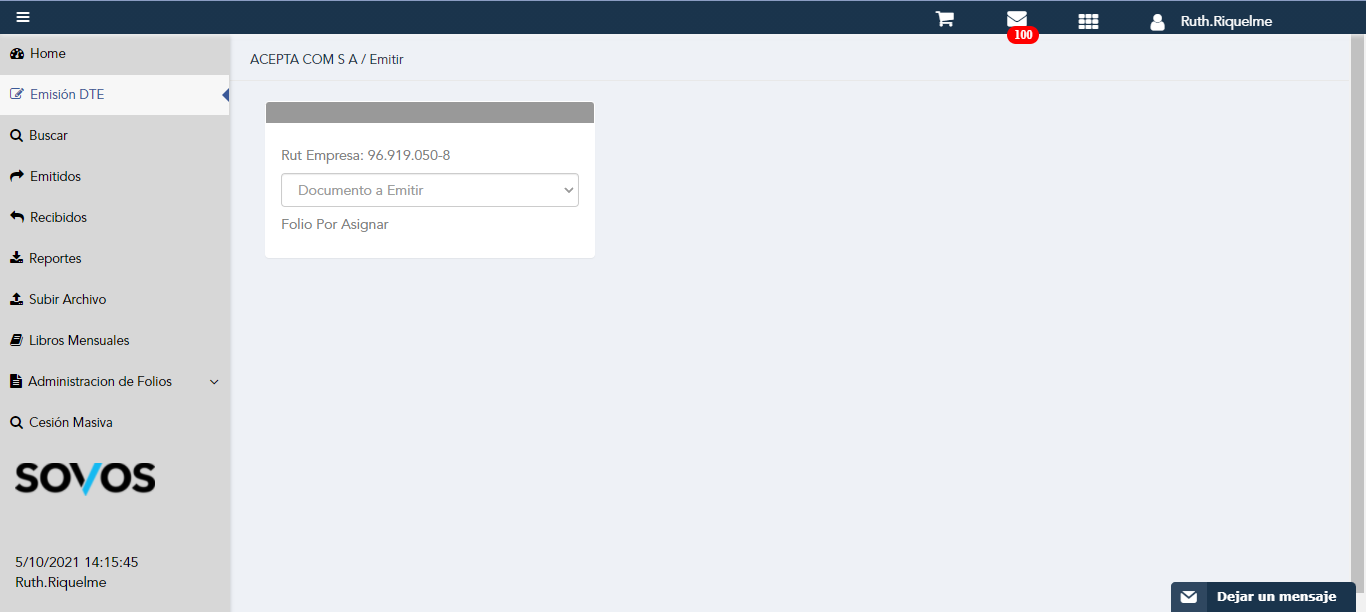 Ruth.Riquelme
100
Home
Emisión DTE
Buscar
Emitidos
Recibidos
Reportes
Subir Archivo
Libros Mensuales
Administracion de Folios
Cesión Masiva
SOVOS
5/10/2021 14:15:45
Ruth.Riquelme
ACEPTA COM S A / Emitir
Rut Empresa: 96.919.050-8
Documento a Emitir
Folio Por Asignar
Dejar un mensaje